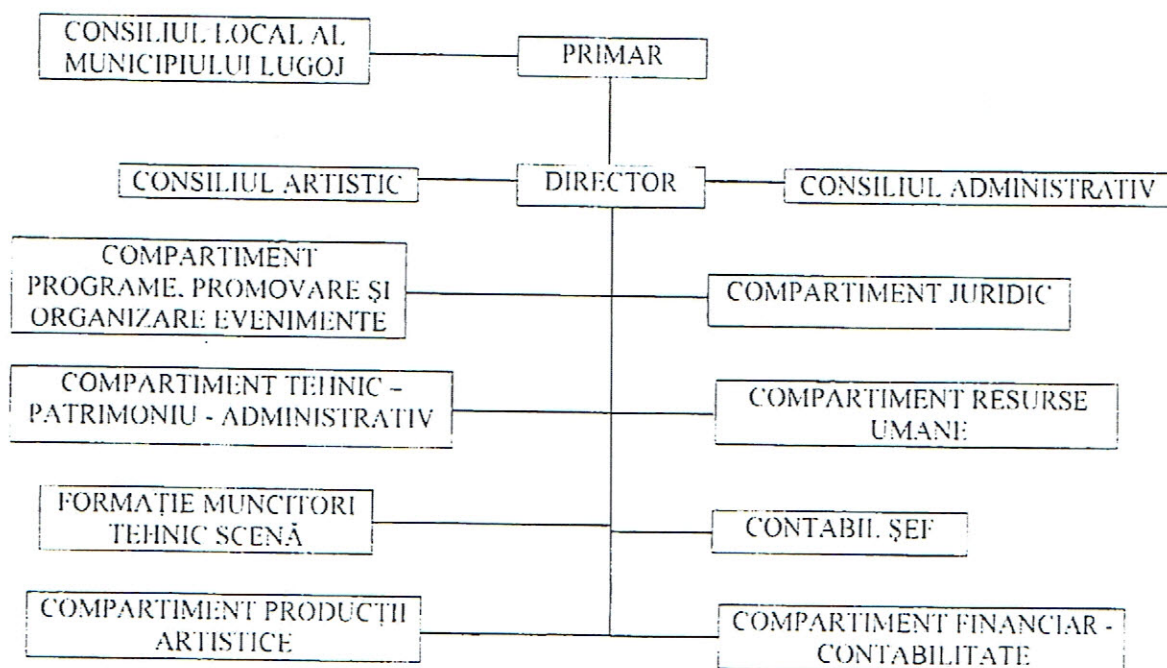 CONSILIUL LOCAL AL
MUNICIPIULUI LUGOJ
PRIMAR
CONSILIUL ARTISTIC
DIRECTOR
CONSILIUL ADMINISTRATIV
COMPARTIMENT
PROGRAME, PROMOVARE ȘI
ORGANIZARE EVENIMENTE
COMPARTIMENT JURIDIC
COMPARTIMENT TEHNIC –
PATRIMONIU - ADMINISTRATIV
COMPARTIMENT RESURSE
UMANE
FORMAȚIE MUNCITORI
TEHNIC SCENĂ
CONTABIL ȘEF
COMPARTIMENT PRODUCȚII
ARTISTICE
COMPARTIMENT FINANCIAR -
CONTABILITATE